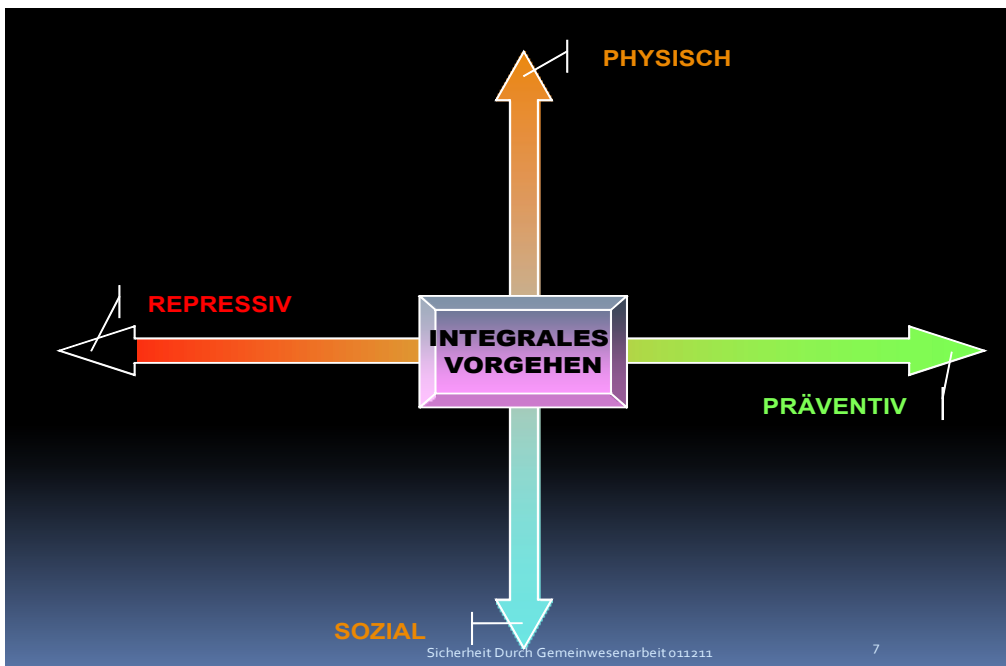 PHYSISCH
REPRESSIV
INTEGRALES
VORGEHEN
PRÄVENTIV
SOZIAL
Sicherheit Durch Gemeinwesenarbeit 011211
7